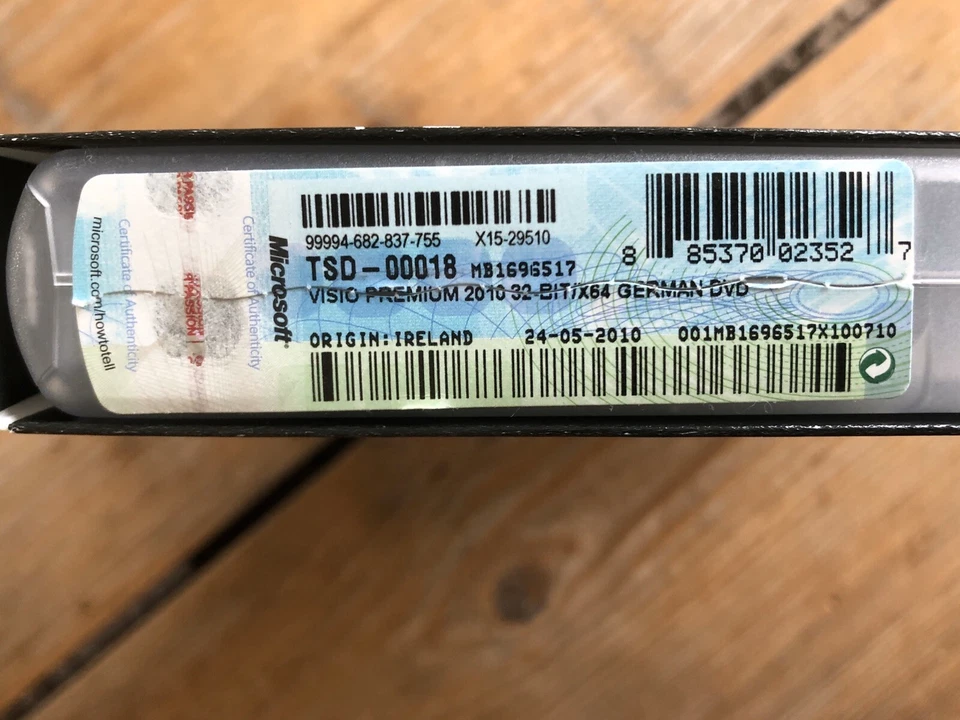 microsoft.com/howtotell
Certificate of Authenticity
Certificate of Authenticity
Microsoft
99994-682-837-755 X15-29510
8 85370 02352 7
TSD-00018 MB1696517
VISIO PREMIUM 2010 32-BIT/X64 GERMAN DVD
ORIGIN:IRELAND 24-05-2010 001MB1696517X100710